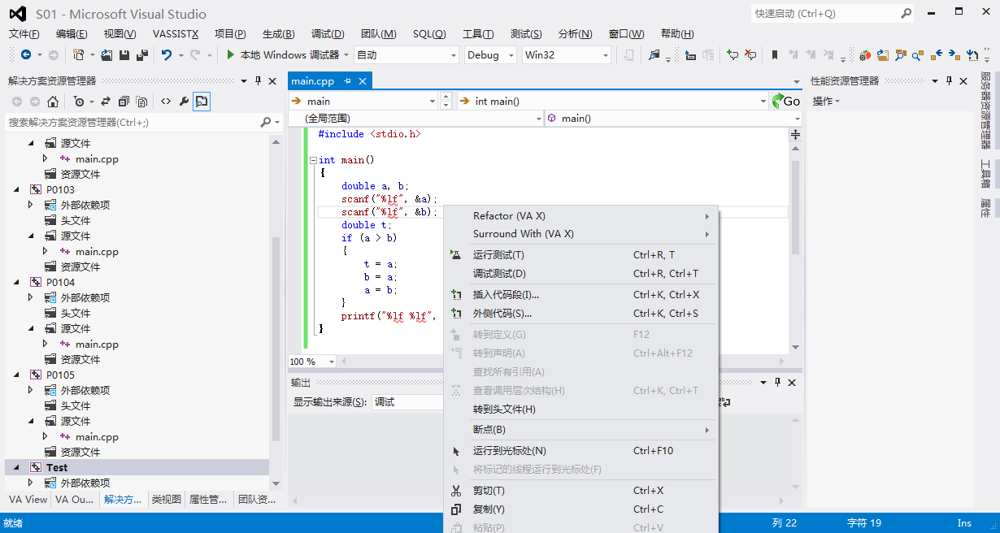 S01 - Microsoft Visual Studio
快速启动 (Ctrl+Q)
文件(F) 编辑(E) 视图(V) VASSISTX 项目(P) 生成(B) 调试(D) 团队(M) SQL(Q) 工具(T) 测试(S) 分析(N) 窗口(W) 帮助(H)
本地 Windows 调试器 自动 Debug Win32
解决方案资源管理器
搜索解决方案资源管理器(Ctrl+;)
源文件
main.cpp
资源文件
P0103
外部依赖项
头文件
源文件
main.cpp
资源文件
P0104
外部依赖项
头文件
源文件
main.cpp
资源文件
P0105
外部依赖项
头文件
源文件
main.cpp
资源文件
Test
外部依赖项
VA View VA Ou... 解决方... 类视图 属性管... 团队资...
main.cpp
main int main() Go
(全局范围) main()
#include <stdio.h>
int main()
{
double a, b;
scanf("%lf", &a);
scanf("%lf", &b);
double t;
if (a > b)
{
t = a;
b = a;
a = b;
}
printf("%lf %lf",
}
100 %
输出
显示输出来源(S): 调试
Refactor (VA X)
Surround With (VA X)
运行测试(T) Ctrl+R, T
调试测试(D) Ctrl+R, Ctrl+T
插入代码段(I)... Ctrl+K, Ctrl+X
外侧代码(S)... Ctrl+K, Ctrl+S
转到定义(G) F12
转到声明(A) Ctrl+Alt+F12
查找所有引用(A)
查看调用层次结构(H) Ctrl+K, Ctrl+T
转到头文件(H)
断点(B)
运行到光标处(N) Ctrl+F10
将标记的线程运行到光标处(F)
剪切(T) Ctrl+X
复制(Y) Ctrl+C
粘贴(P) Ctrl+V
性能资源管理器
操作
服务器资源管理器
工具箱
属性
就绪 列 22 字符 19 Ins